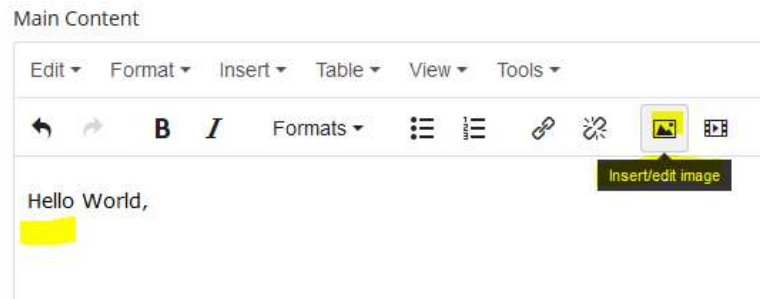 Main Content
Edit Format Insert Table View Tools
B I Formats
Insert/edit image
Hello World,